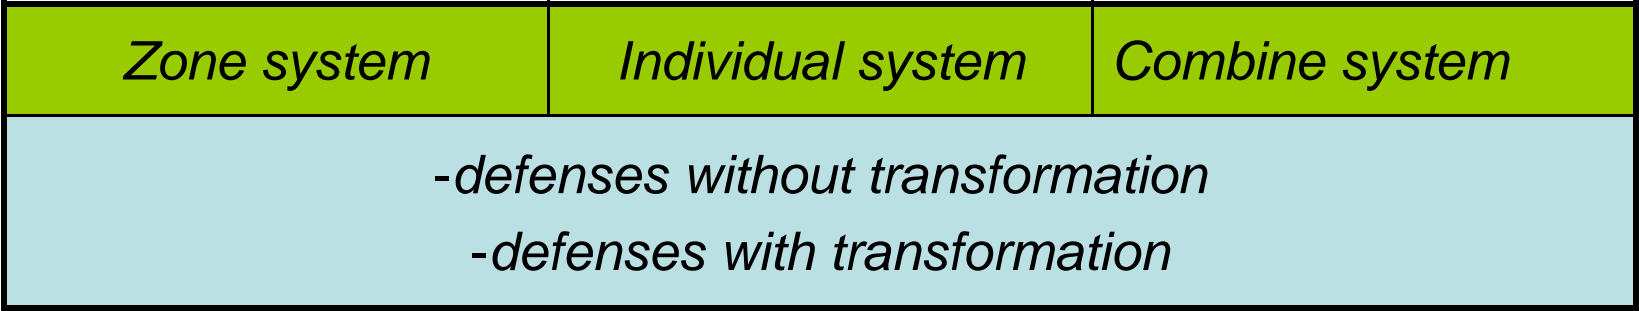 Zone system Individual system Combine system
-defenses without transformation
-defenses with transformation